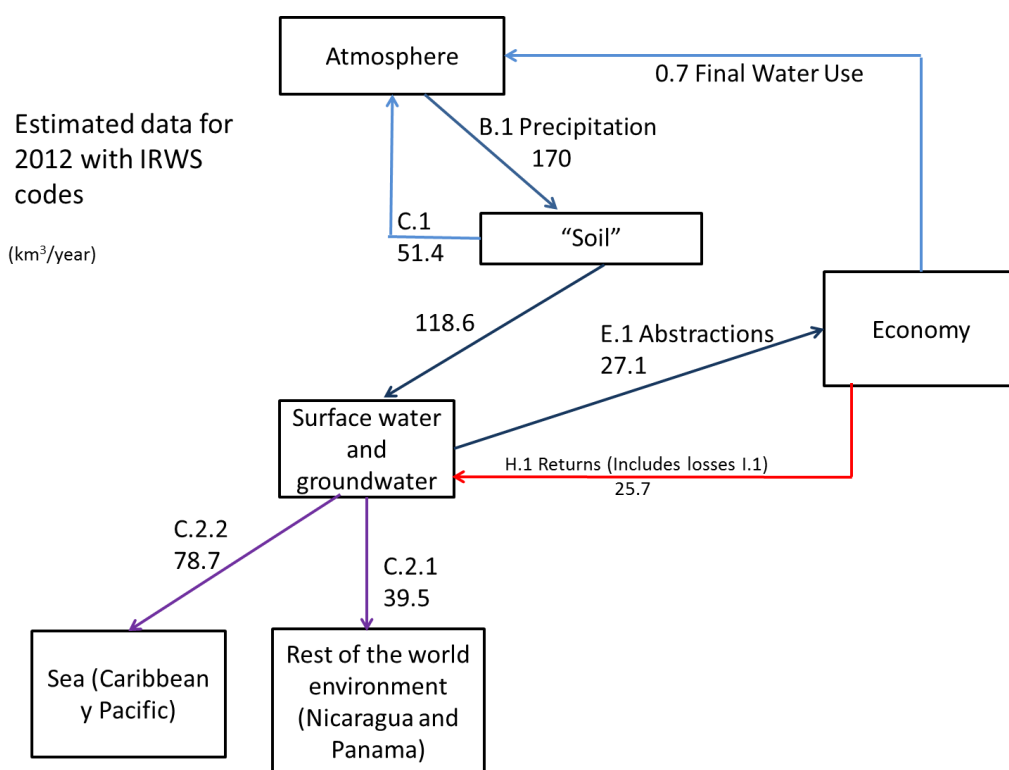 Atmosphere
0.7 Final Water Use
Estimated data for
2012 with IRWS
codes
(km³/year)
B.1 Precipitation
170
C.1
51.4
“Soil”
118.6
E.1 Abstractions
27.1
Economy
Surface water
and
groundwater
H.1 Returns (Includes losses I.1)
25.7
C.2.2
78.7
C.2.1
39.5
Sea (Caribbean
y Pacific)
Rest of the world
environment
(Nicaragua and
Panama)